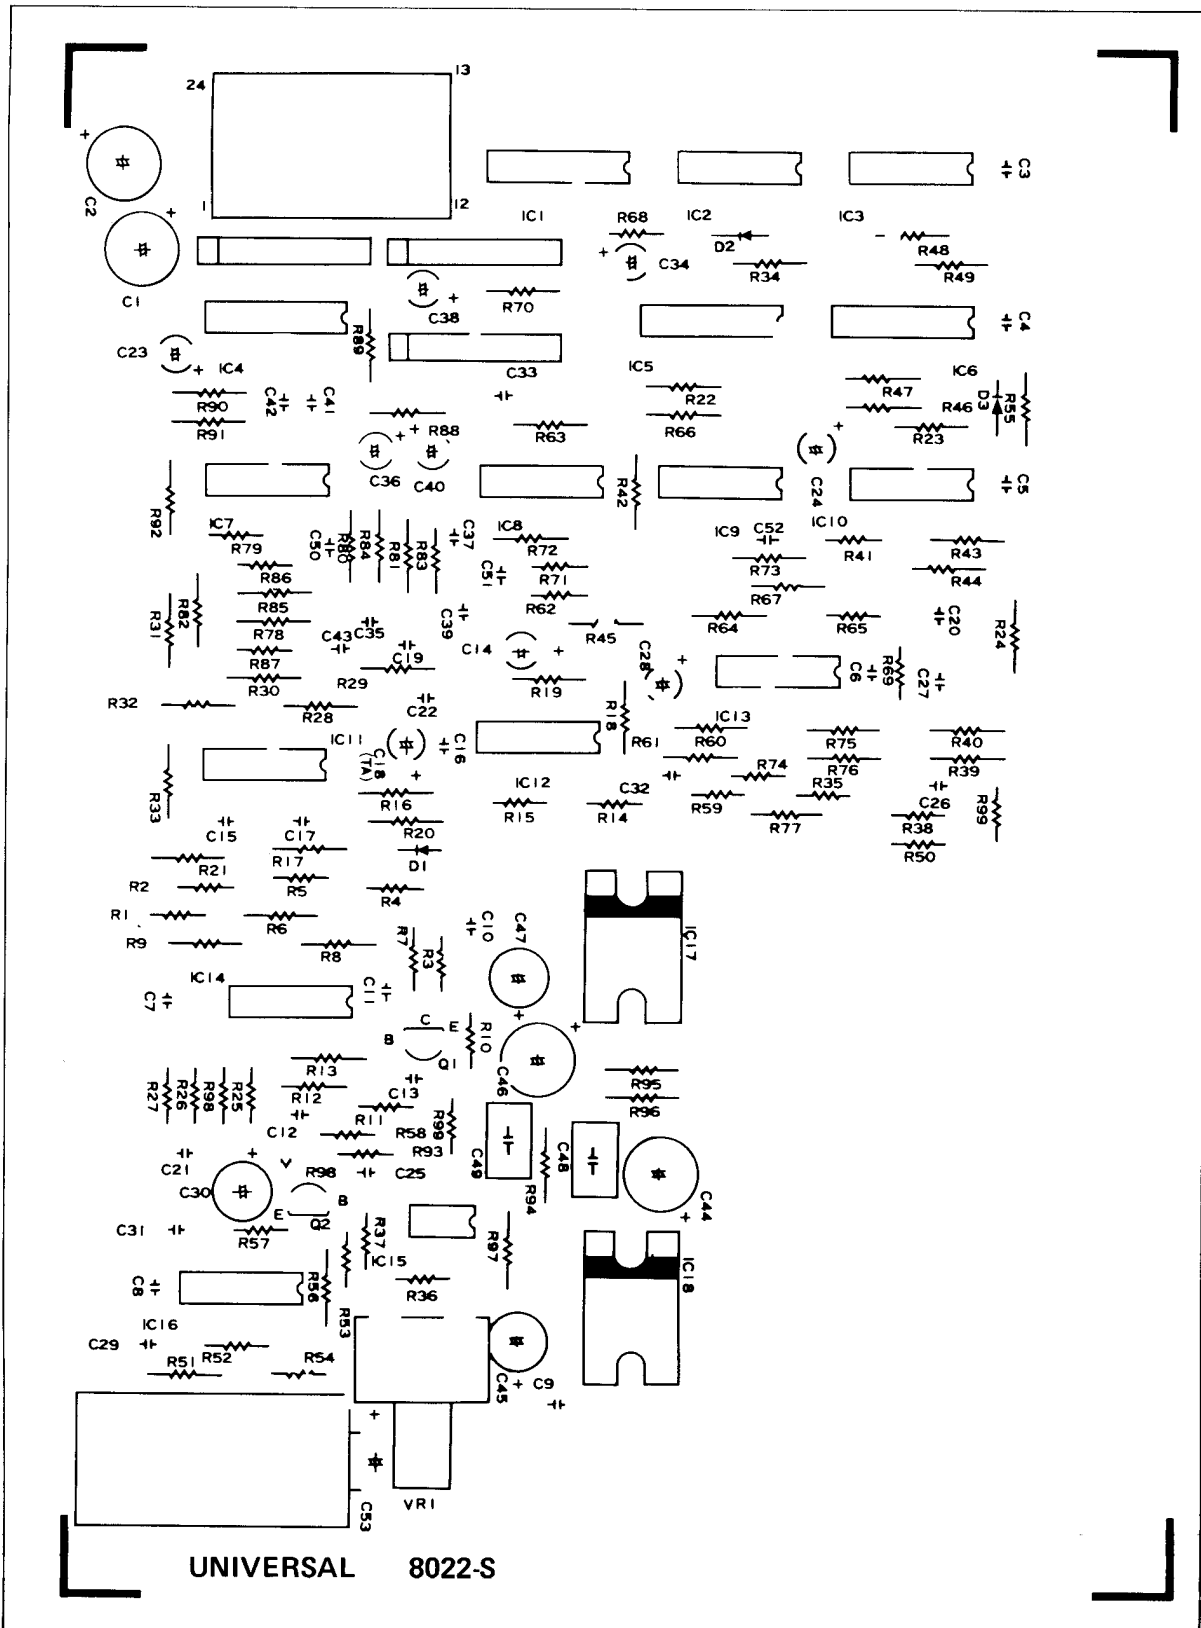 13
24
C3
C2
1
12
IC1
R68
IC2
IC3
D2
R48
C34
R34
R49
C1
C38
R70
C4
R89
C23
IC4
C33
IC5
IC6
R22
R47
R90
C42
C41
R88
R66
R46
D3
R55
R91
R63
R23
C36
C40
R42
C24
C5
R92
IC7
R79
C50
R80
R84
R81
R83
C37
IC8
R72
IC9
C52
IC10
R41
R43
R86
C51
R71
R73
R44
R85
R62
R67
R31
R82
R78
C43
C35
C39
R45
R64
R65
C20
R24
R87
C19
C14
C28
C6
R69
C27
R30
R29
R19
R32
R28
C22
R18
R61
R60
IC13
R75
R40
IC11
C18
(TA)
C16
R74
R76
R39
R33
R16
IC12
C32
R59
R35
C26
R99
C15
C17
R20
R15
R14
R77
R38
R17
D1
R50
R21
R2
R5
R4
R1
R6
C10
C47
IC17
R9
R8
R7
R3
IC14
C7
C11
C
E
B
Q1
R10
R13
C46
R95
R27
R26
R98
R25
R12
C13
R96
R11
R58
R99
C12
R93
C49
C48
C21
R98
C25
R94
C30
B
C44
E
Q2
C31
R57
R37
IC15
R97
IC18
C8
R56
R36
IC16
R53
C29
R52
R51
R54
C45
C9
C53
VR1
UNIVERSAL 8022-S